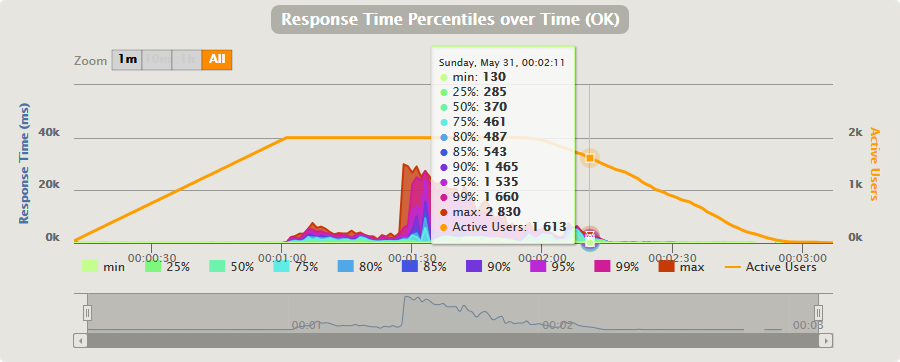 Response Time Percentiles over Time (OK)
Zoom 1m 10m 1h All
Sunday, May 31, 00:02:11
min: 130
25%: 285
50%: 370
75%: 461
80%: 487
85%: 543
90%: 1 465
95%: 1 535
99%: 1 660
max: 2 830
Active Users: 1 613
Response Time (ms)
40k
20k
0k
2k
1k
0k
Active Users
00:00:30 00:01:00 00:01:30 00:02:00 00:02:30 00:03:00
min 25% 50% 75% 80% 85% 90% 95% 99% max Active Users
00:01 00:02 00:03